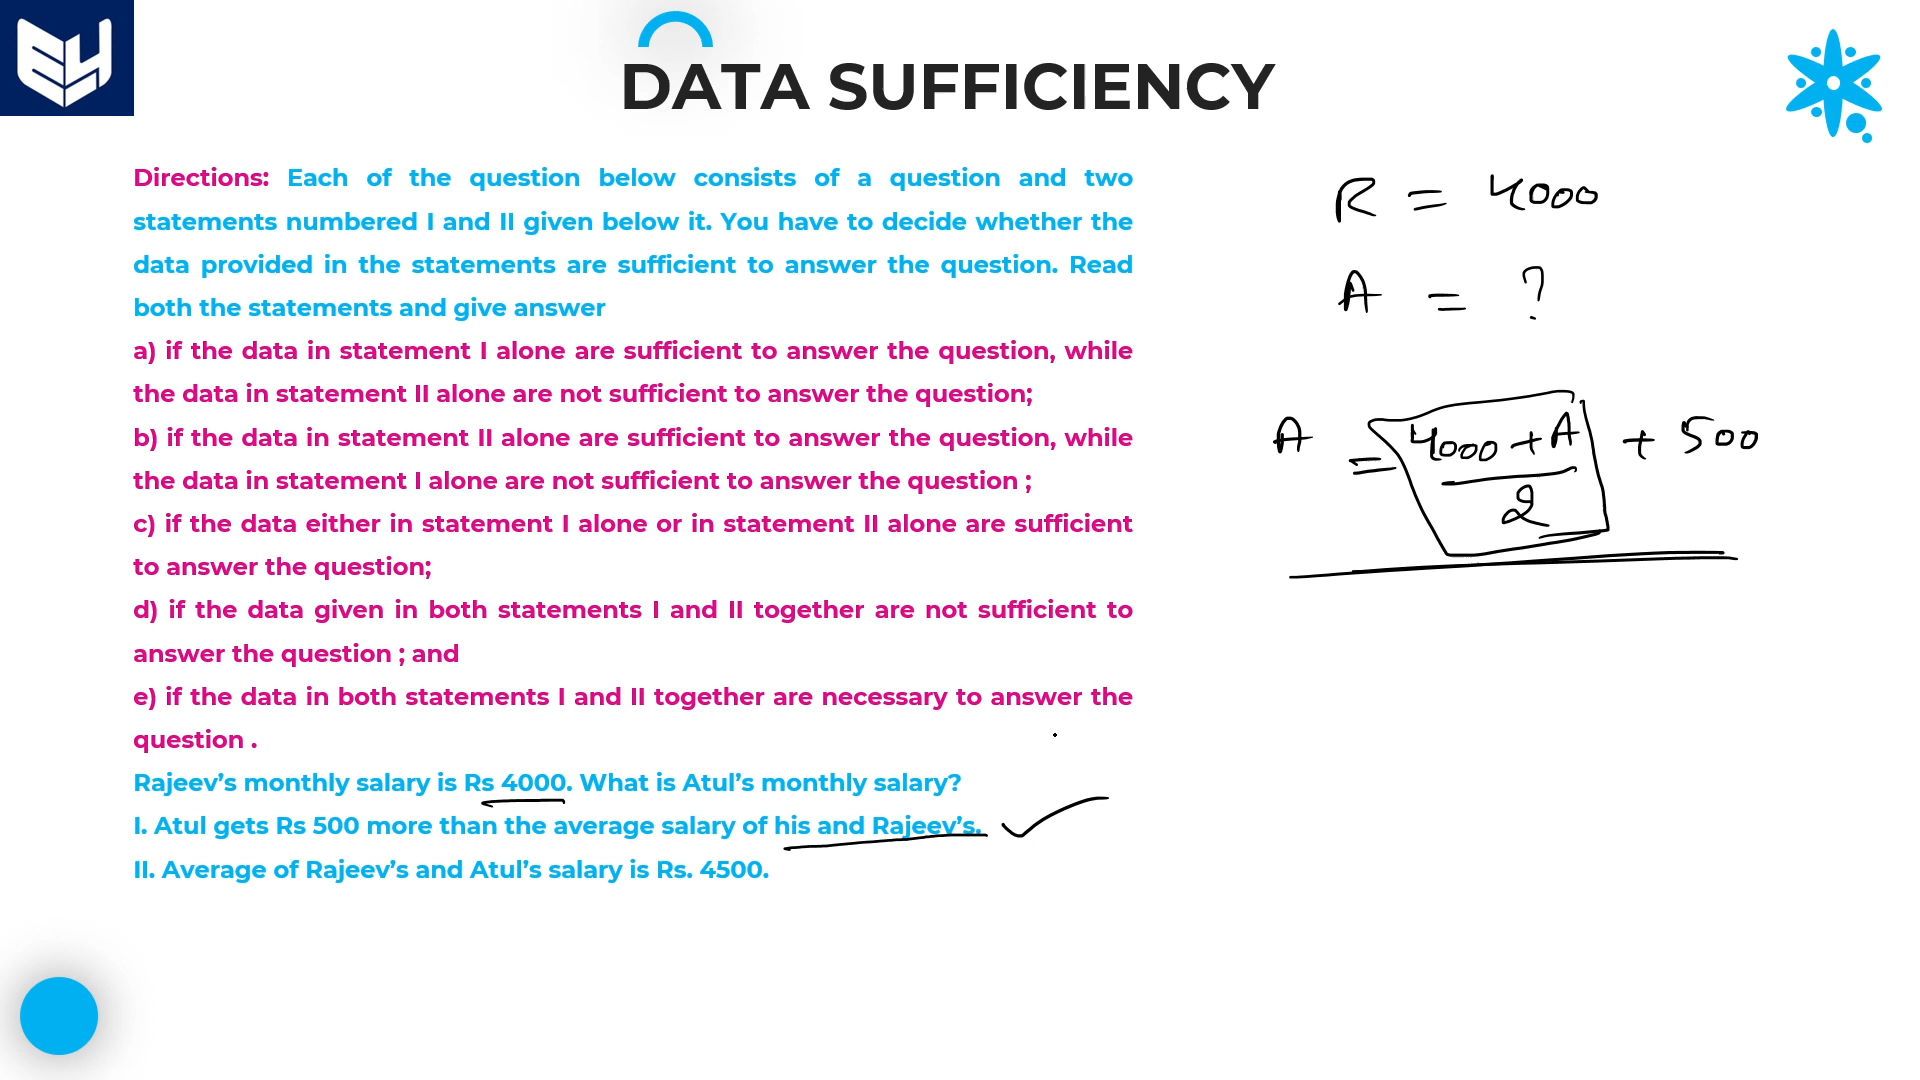 DATA SUFFICIENCY
Directions: Each of the question below consists of a question and two
statements numbered I and II given below it. You have to decide whether the
data provided in the statements are sufficient to answer the question. Read
both the statements and give answer
a) if the data in statement I alone are sufficient to answer the question, while
the data in statement II alone are not sufficient to answer the question;
b) if the data in statement II alone are sufficient to answer the question, while
the data in statement I alone are not sufficient to answer the question ;
c) if the data either in statement I alone or in statement II alone are sufficient
to answer the question;
d) if the data given in both statements I and II together are not sufficient to
answer the question ; and
e) if the data in both statements I and II together are necessary to answer the
question .
Rajeev’s monthly salary is Rs 4000. What is Atul’s monthly salary?
I. Atul gets Rs 500 more than the average salary of his and Rajeev’s.
II. Average of Rajeev’s and Atul’s salary is Rs. 4500.
R = 4000
A = ?
A = 4000 + A + 500
2